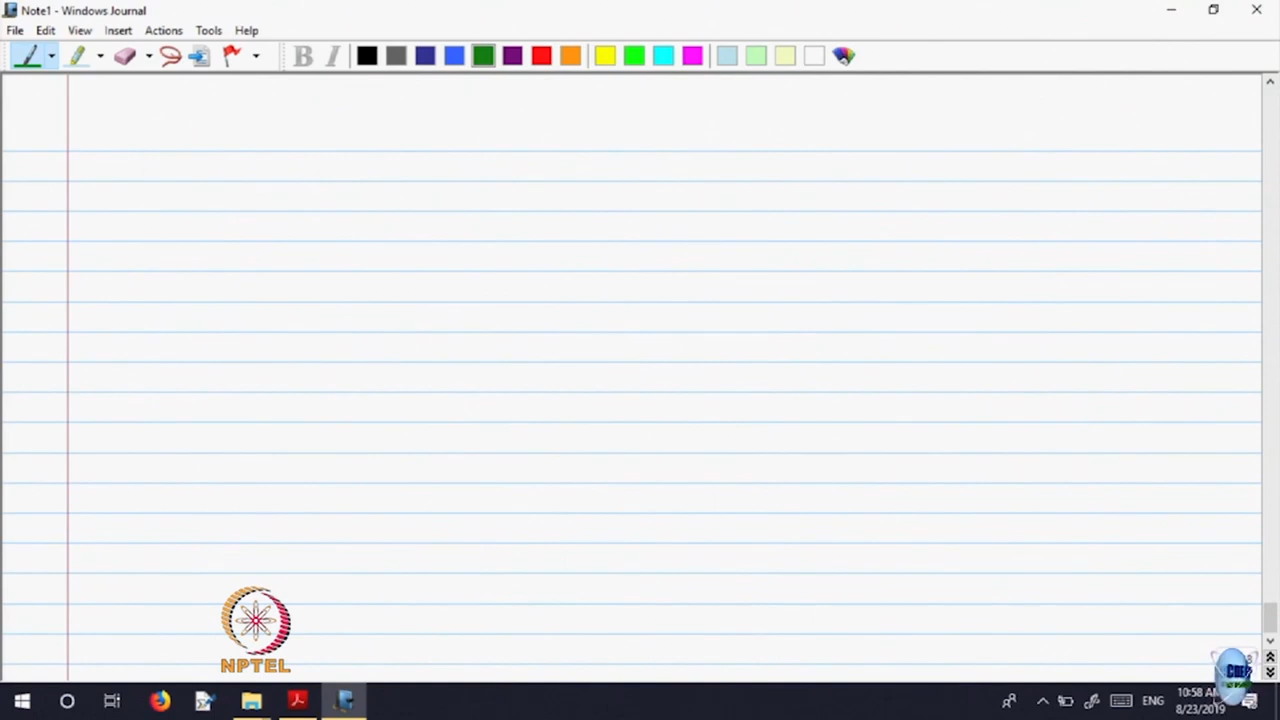 Note1 - Windows Journal
File Edit View Insert Actions Tools Help
B I
NPTEL
ENG
10:58 AM
8/23/2019